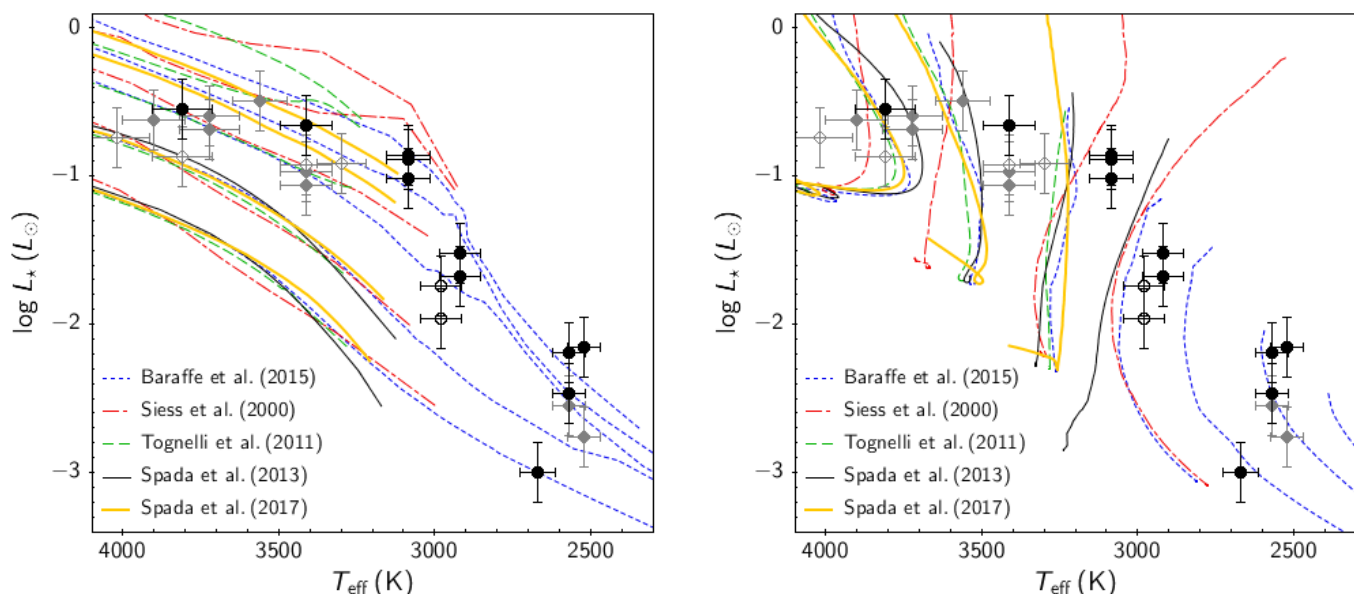 0
−1
−2
−3
log L⋆ (L⊙)
Baraffe et al. (2015)
Siess et al. (2000)
Tognelli et al. (2011)
Spada et al. (2013)
Spada et al. (2017)
4000 3500 3000 2500
Teff (K)
0
−1
−2
−3
log L⋆ (L⊙)
Baraffe et al. (2015)
Siess et al. (2000)
Tognelli et al. (2011)
Spada et al. (2013)
Spada et al. (2017)
4000 3500 3000 2500
Teff (K)